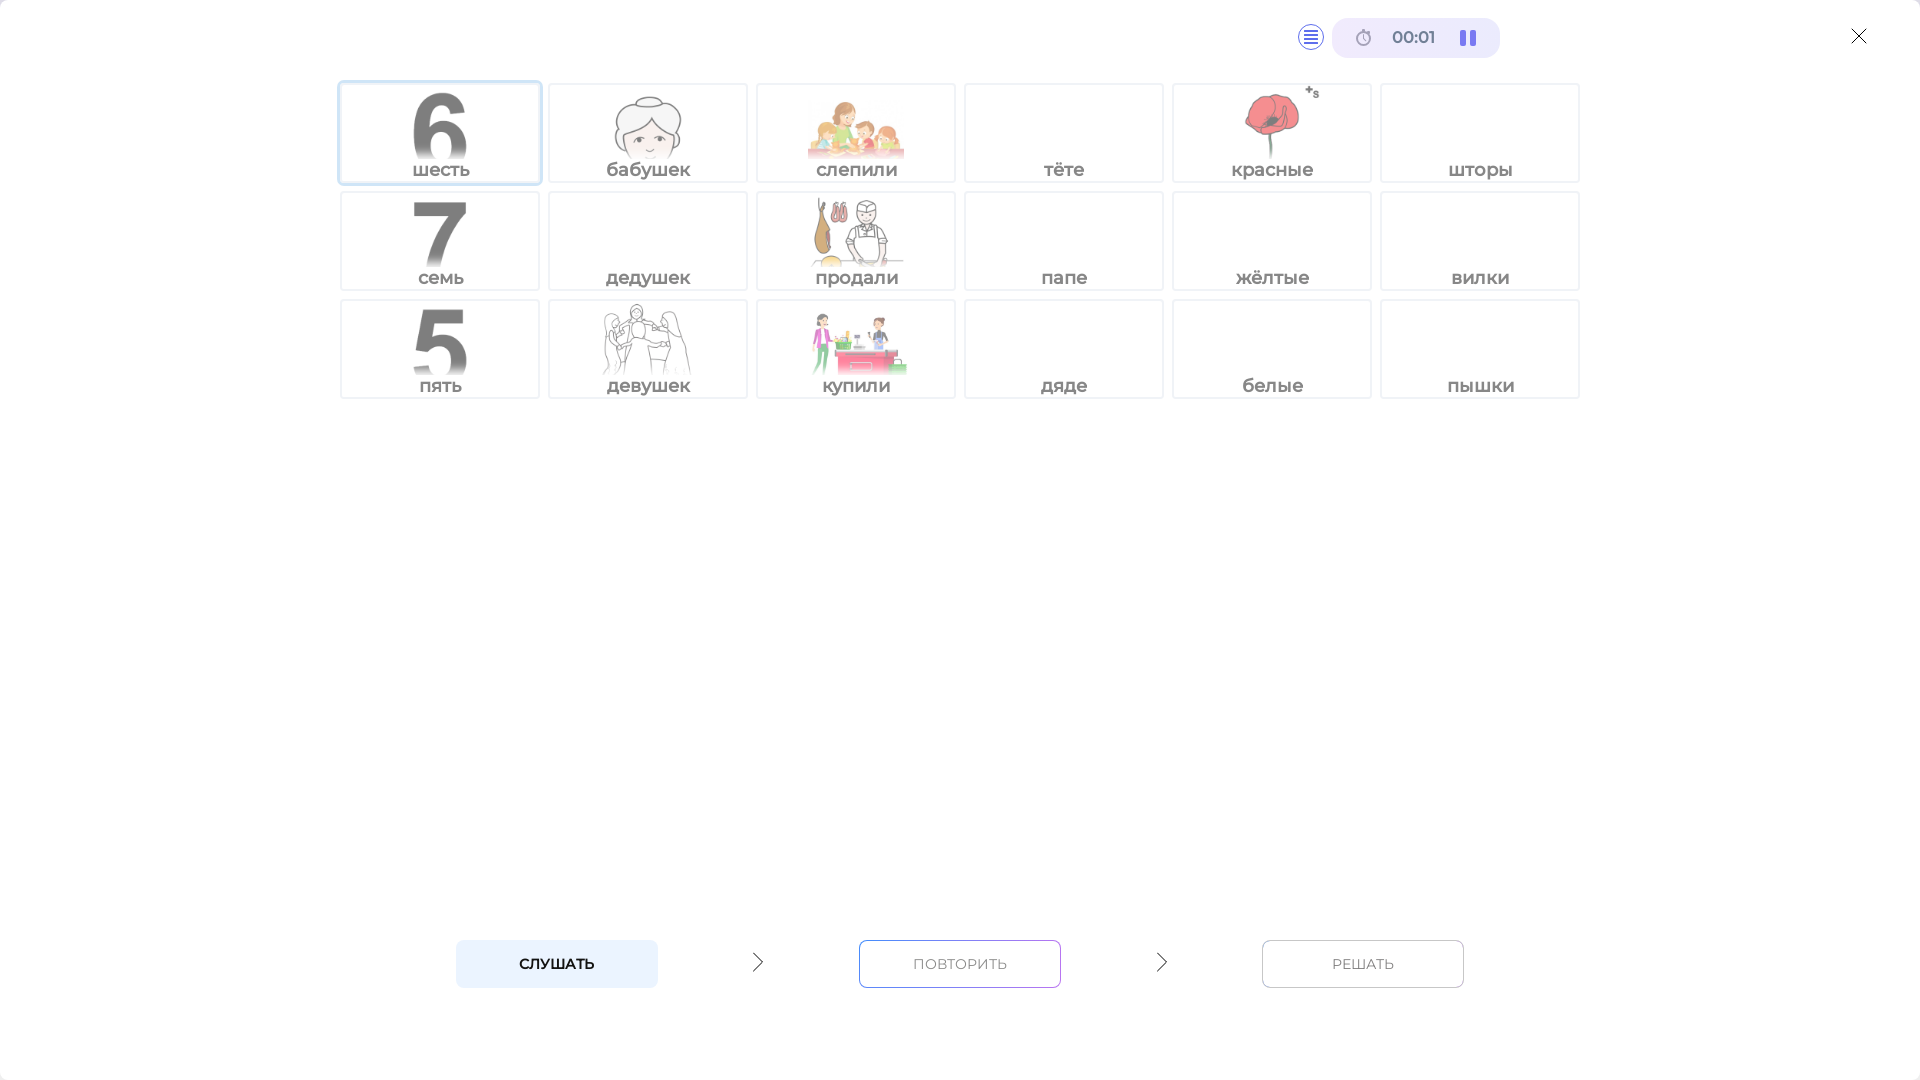 00:01
6
+s
шесть бабушек слепили тёте красные шторы
7
семь дедушек продали папе жёлтые вилки
5
пять девушек купили дяде белые пышки
СЛУШАТЬ ПОВТОРИТЬ РЕШАТЬ